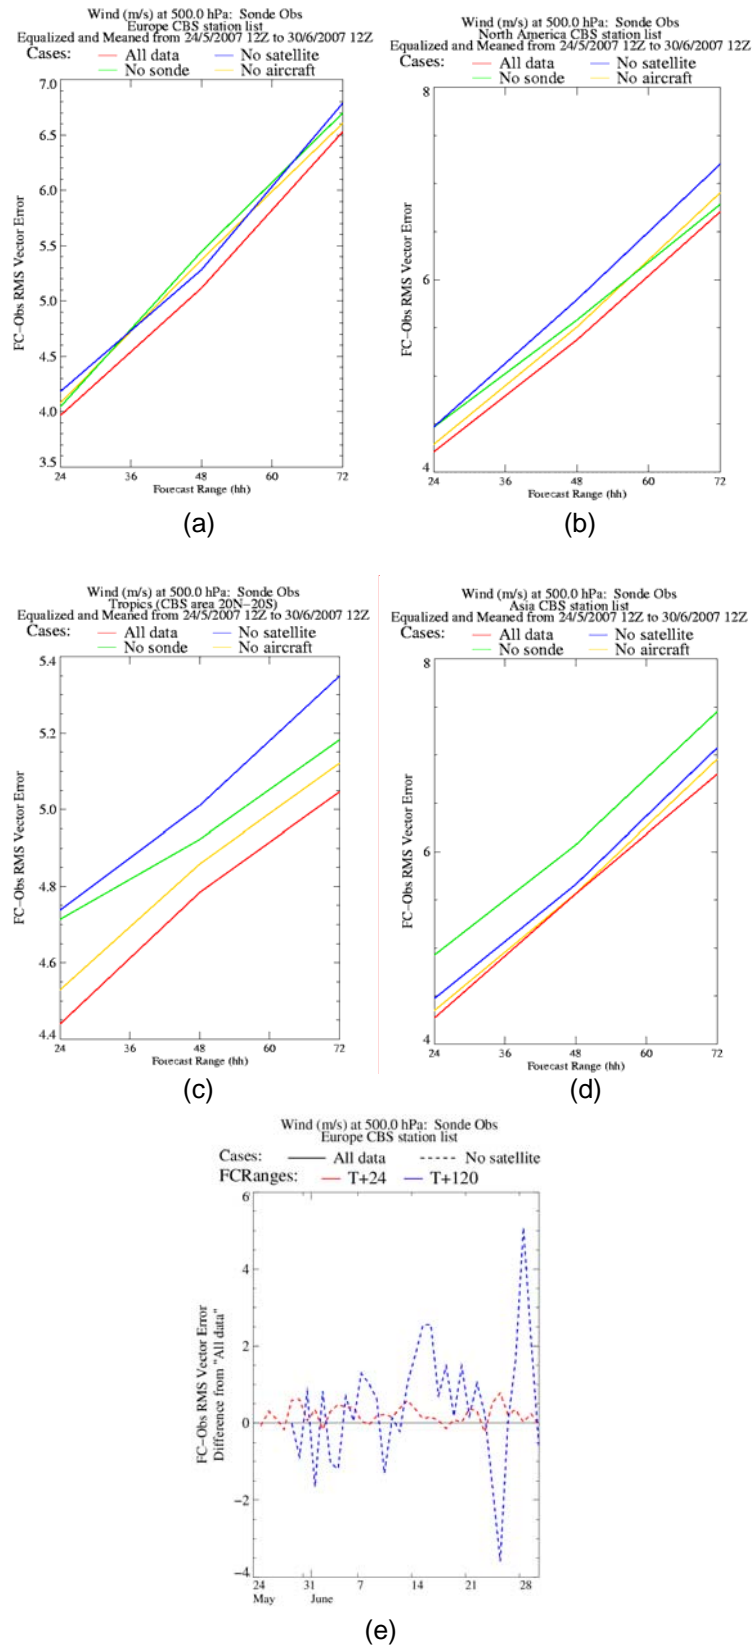 Wind (m/s) at 500.0 hPa: Sonde Obs
Europe CBS station list
Equalized and Meaned from 24/5/2007 12Z to 30/6/2007 12Z
Cases: All data No satellite
No sonde No aircraft
7.0
6.5
6.0
5.5
5.0
4.5
4.0
3.5
FC-Obs RMS Vector Error
24 36 48 60 72
Forecast Range (hh)
(a)
Wind (m/s) at 500.0 hPa: Sonde Obs
North America CBS station list
Equalized and Meaned from 24/5/2007 12Z to 30/6/2007 12Z
Cases: All data No satellite
No sonde No aircraft
8
6
4
FC-Obs RMS Vector Error
24 36 48 60 72
Forecast Range (hh)
(b)
Wind (m/s) at 500.0 hPa: Sonde Obs
Tropics (CBS area 20N-20S)
Equalized and Meaned from 24/5/2007 12Z to 30/6/2007 12Z
Cases: All data No satellite
No sonde No aircraft
5.4
5.2
5.0
4.8
4.6
4.4
FC-Obs RMS Vector Error
24 36 48 60 72
Forecast Range (hh)
(c)
Wind (m/s) at 500.0 hPa: Sonde Obs
Asia CBS station list
Equalized and Meaned from 24/5/2007 12Z to 30/6/2007 12Z
Cases: All data No satellite
No sonde No aircraft
8
6
4
FC-Obs RMS Vector Error
24 36 48 60 72
Forecast Range (hh)
(d)
Wind (m/s) at 500.0 hPa: Sonde Obs
Europe CBS station list
Cases: All data No satellite
FCRanges: T+24 T+120
6
4
2
0
-2
-4
FC-Obs RMS Vector Error
Difference from "All data"
24 31 7 14 21 28
May June
(e)